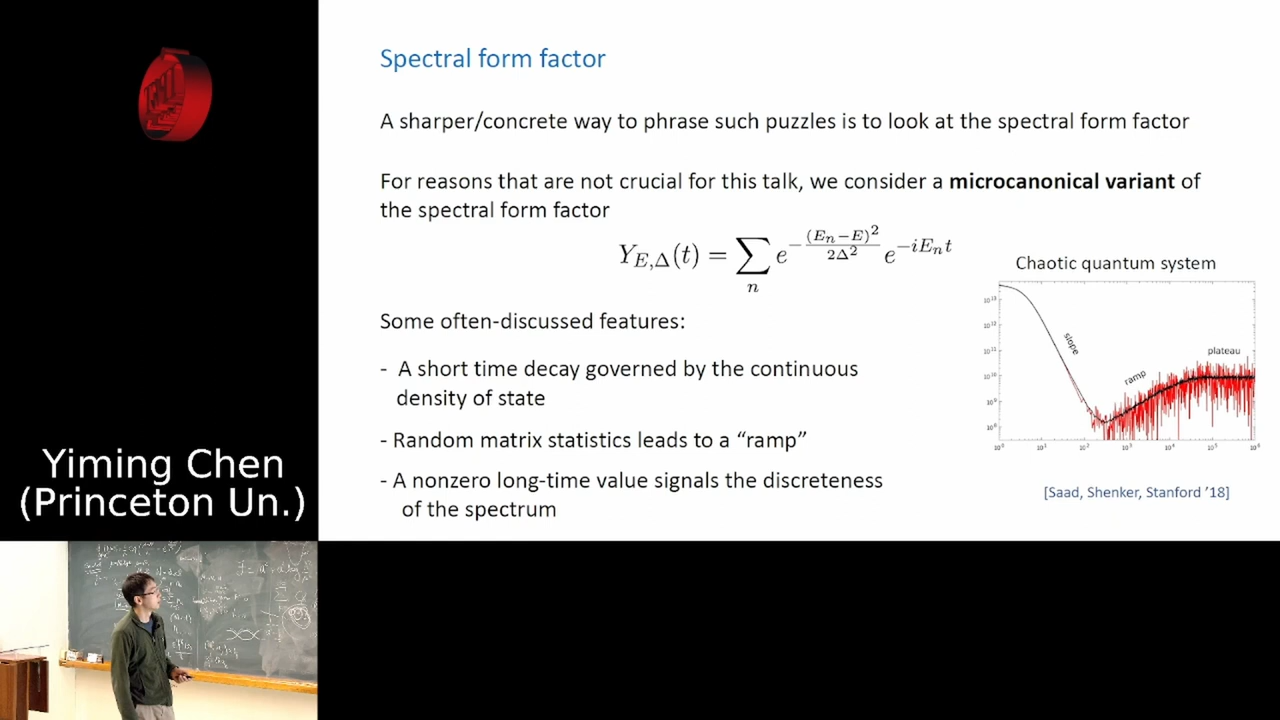 Spectral form factor
A sharper/concrete way to phrase such puzzles is to look at the spectral form factor
For reasons that are not crucial for this talk, we consider a microcanonical variant of
the spectral form factor
Y_{E,Δ}(t) = \sum_n e^{-\frac{(E_n-E)^2}{2Δ^2}} e^{-iE_nt}
Chaotic quantum system
Some often-discussed features:
- A short time decay governed by the continuous
density of state
- Random matrix statistics leads to a “ramp”
- A nonzero long-time value signals the discreteness
of the spectrum
slope
ramp
plateau
[Saad, Shenker, Stanford ’18]
Yiming Chen
(Princeton Un.)